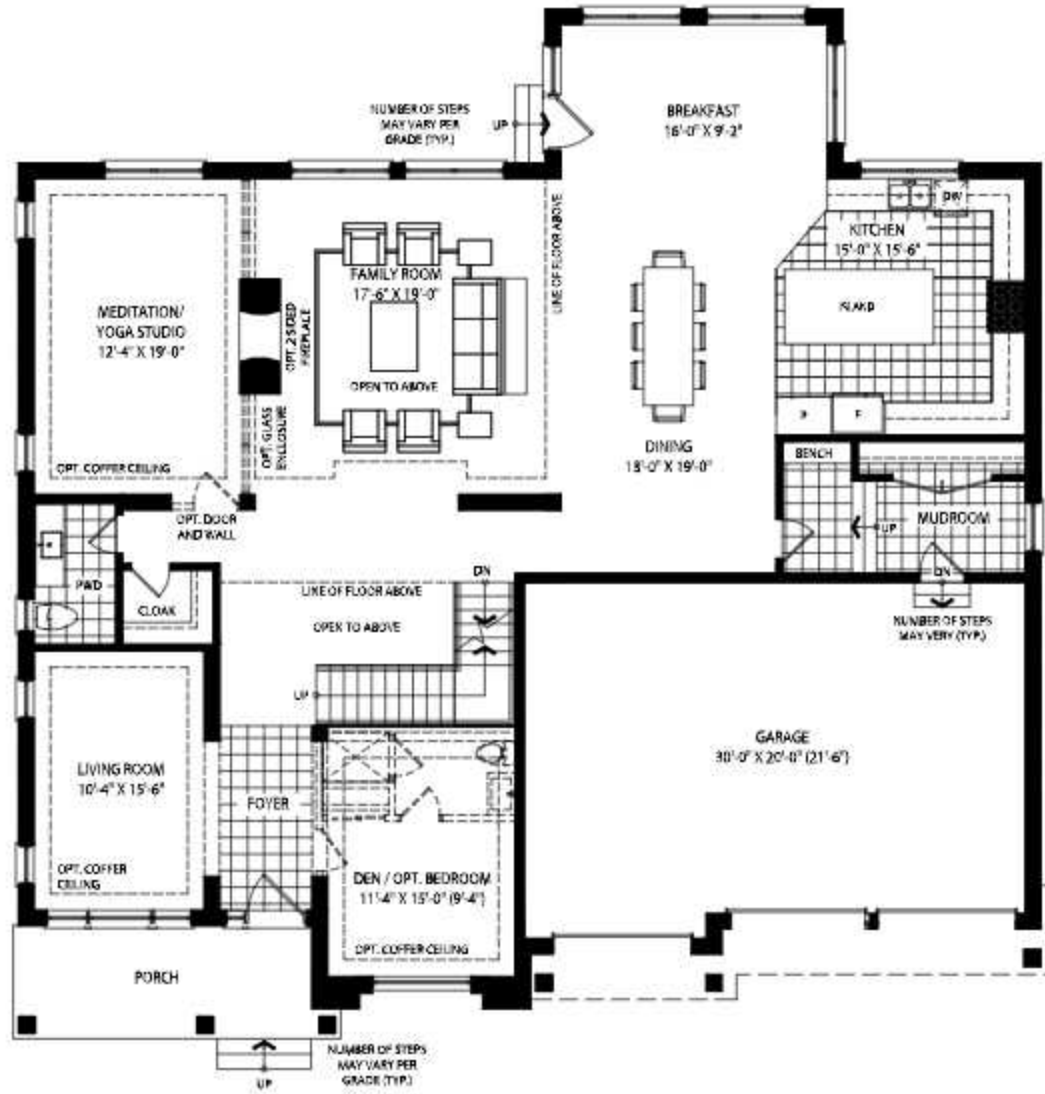 NUMBER OF STEPS
MAY VARY PER
GRADE (TYP.)
UP
BREAKFAST
16'-0" X 9'-2"
LINE OF FLOOR ABOVE
DW
KITCHEN
15'-0" X 15'-6"
ISLAND
FAMILY ROOM
17'-6" X 19'-0"
OPEN TO ABOVE
OPT. 2 SIDED
FIREPLACE
OPT. GLASS
ENCLOSURE
MEDITATION/
YOGA STUDIO
12'-4" X 19'-0"
OPT. COFFER CEILING
DINING
13'-0" X 19'-0"
F
BENCH
UP
MUDROOM
DN
NUMBER OF STEPS
MAY VERY (TYP.)
OPT. DOOR
AND WALL
PWD
CLOAK
LINE OF FLOOR ABOVE
OPEN TO ABOVE
DN
UP
GARAGE
30'-0" X 20'-0" (21'-6")
LIVING ROOM
10'-4" X 15'-6"
OPT. COFFER
CEILING
FOYER
DEN / OPT. BEDROOM
11'-4" X 15'-0" (9'-4")
OPT. COFFER CEILING
PORCH
UP
NUMBER OF STEPS
MAY VARY PER
GRADE (TYP.)